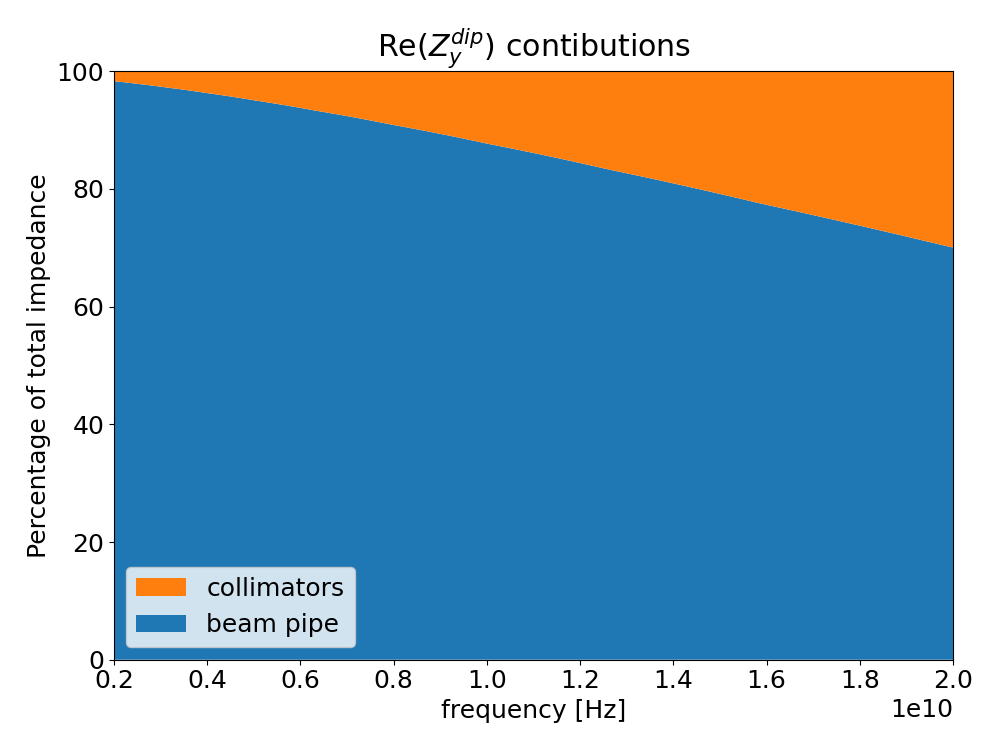 Re(Z_y^{dip}) contibutions
Percentage of total impedance
100
80
60
40
20
0
collimators
beam pipe
0.2 0.4 0.6 0.8 1.0 1.2 1.4 1.6 1.8 2.0
frequency [Hz]
1e10